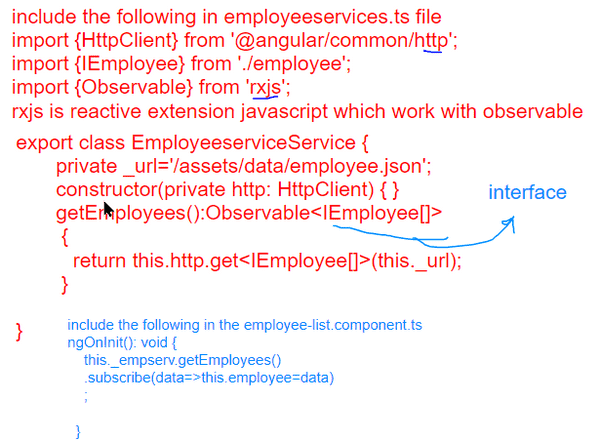 include the following in employeeservices.ts file
import {HttpClient} from '@angular/common/http';
import {IEmployee} from './employee';
import {Observable} from 'rxjs';
rxjs is reactive extension javascript which work with observable
export class EmployeeserviceService {
private _url='/assets/data/employee.json';
constructor(private http: HttpClient) { }
interface
getEmployees():Observable<IEmployee[]>
{
return this.http.get<IEmployee[]>(this._url);
}
}
include the following in the employee-list.component.ts
ngOnInit(): void {
this._empserv.getEmployees()
.subscribe(data=>this.employee=data)
;
}